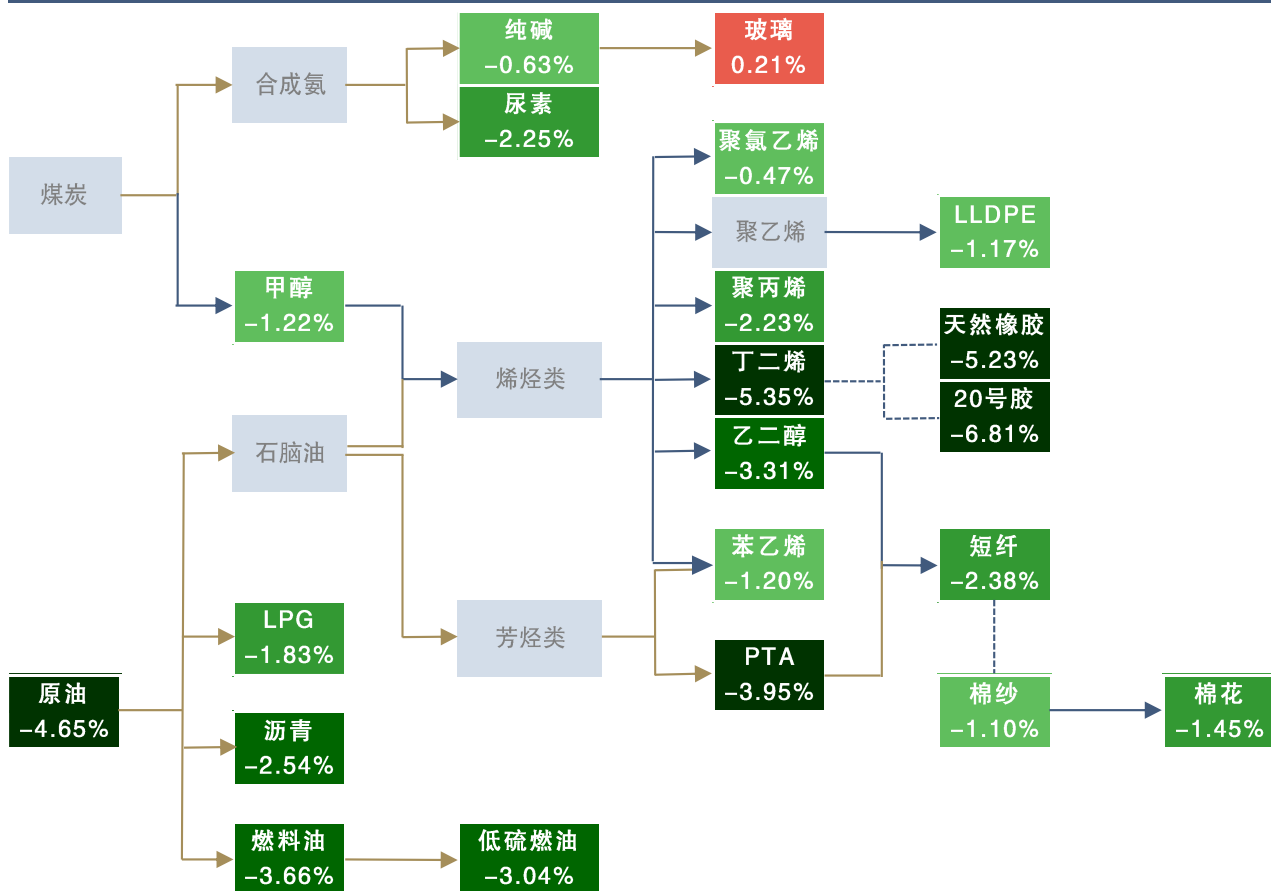 纯碱
-0.63%
玻璃
0.21%
合成氨
尿素
-2.25%
聚氯乙烯
-0.47%
煤炭
聚乙烯
LLDPE
-1.17%
甲醇
-1.22%
聚丙烯
-2.23%
天然橡胶
-5.23%
烯烃类
丁二烯
-5.35%
20号胶
-6.81%
石脑油
乙二醇
-3.31%
苯乙烯
-1.20%
短纤
-2.38%
LPG
-1.83%
芳烃类
PTA
-3.95%
原油
-4.65%
棉纱
-1.10%
棉花
-1.45%
沥青
-2.54%
燃料油
-3.66%
低硫燃油
-3.04%